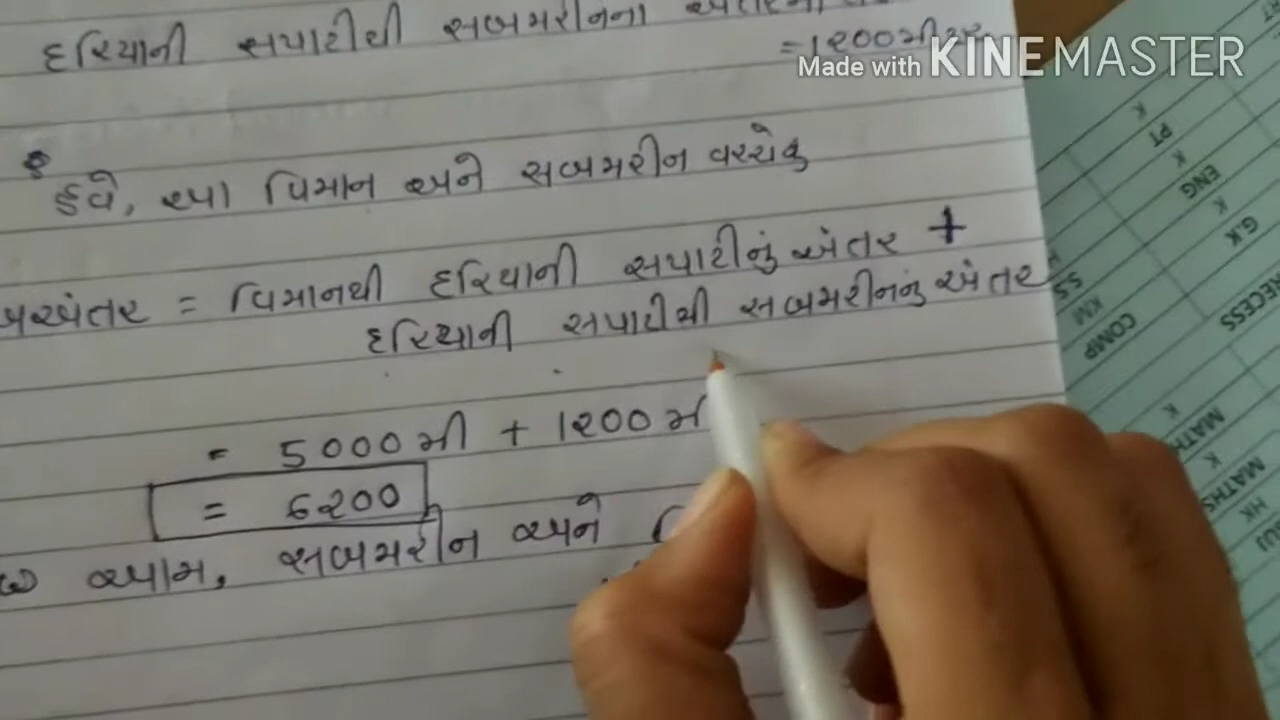 દરિયાની સપાટીથી સબમરીનના
=1200મીટર
Made with KINEMASTER
હવે, આ વિમાન અને સબમરીન વચ્ચેનું
અંતર = વિમાનથી દરિયાની સપાટીનું અંતર +
દરિયાની સપાટીથી સબમરીનનું અંતર
= 5000મી + 1200મી
= 6200
આમ, સબમરીન અને
K
PT
K
ENG
K
G.K
RECESS
SS
KM
COMP
K
MATHS
K
MATHS
HK
GUJ